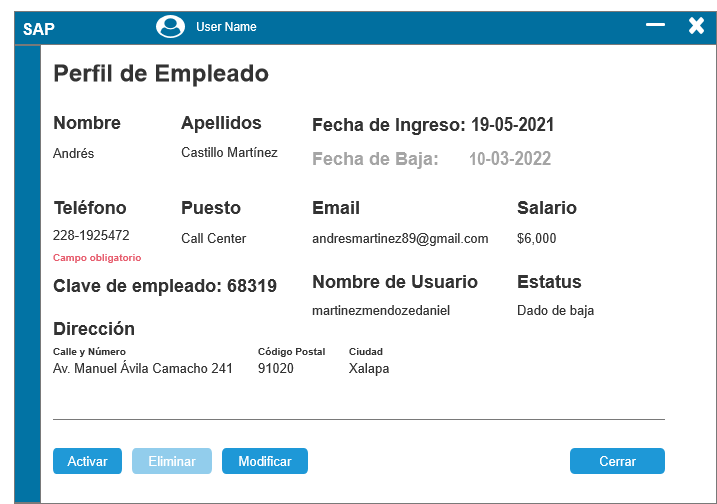 SAP User Name
Perfil de Empleado
Nombre Apellidos Fecha de Ingreso: 19-05-2021
Andrés Castillo Martínez Fecha de Baja: 10-03-2022
Teléfono Puesto Email Salario
228-1925472 Call Center andresmartinez89@gmail.com $6,000
Campo obligatorio
Clave de empleado: 68319 Nombre de Usuario Estatus
martinezmendozedaniel Dado de baja
Dirección
Calle y Número Código Postal Ciudad
Av. Manuel Ávila Camacho 241 91020 Xalapa
Activar Eliminar Modificar Cerrar